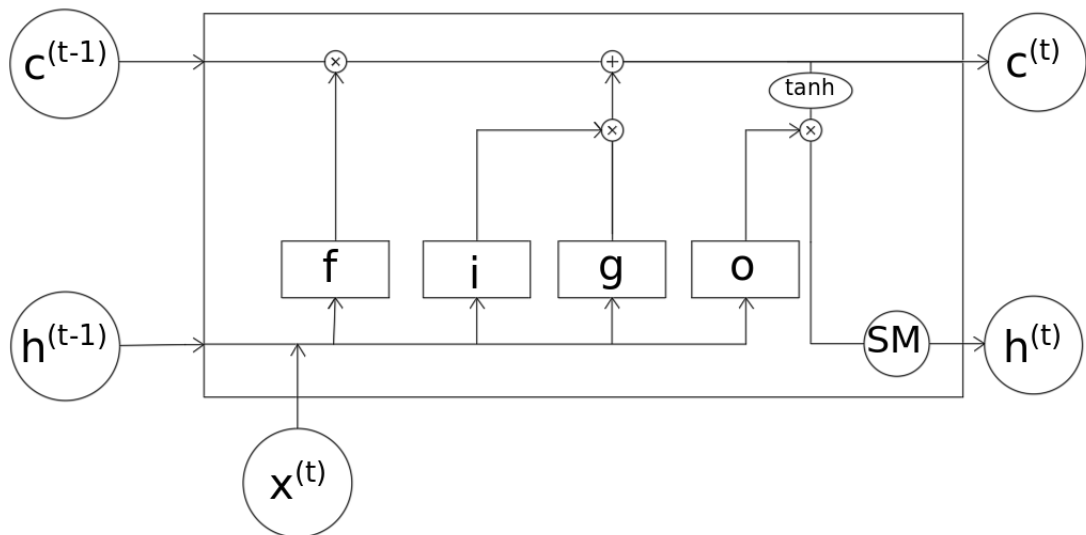 c(t-1)
×
+
c(t)
tanh
×
×
f
i
g
o
h(t-1)
SM
h(t)
x(t)